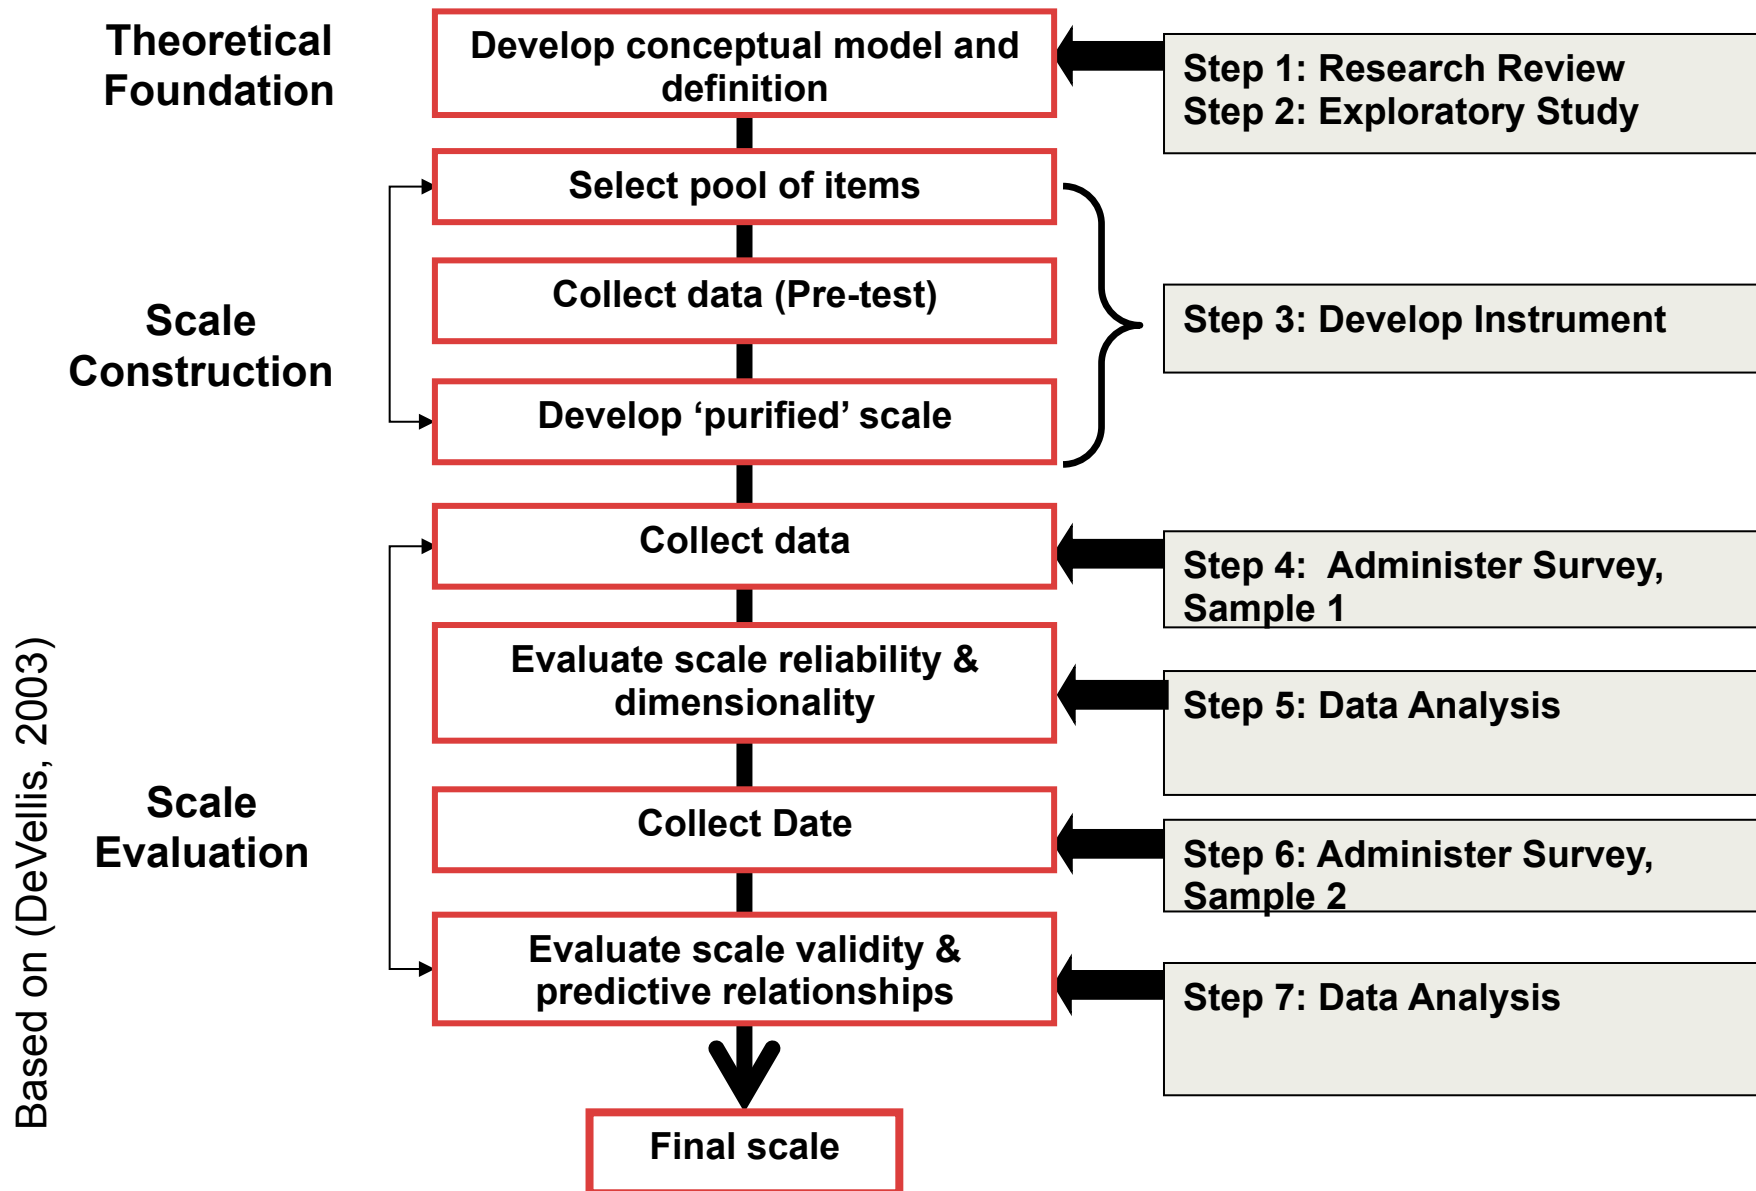 Theoretical
Foundation
Develop conceptual model and
definition
Step 1: Research Review
Step 2: Exploratory Study
Select pool of items
Collect data (Pre-test)
Scale
Construction
Step 3: Develop Instrument
Develop ‘purified’ scale
Collect data
Step 4:  Administer Survey,
Sample 1
Evaluate scale reliability &
dimensionality
Step 5: Data Analysis
Scale
Evaluation
Collect Date
Step 6: Administer Survey,
Sample 2
Evaluate scale validity &
predictive relationships
Step 7: Data Analysis
Final scale
Based on (DeVellis, 2003)